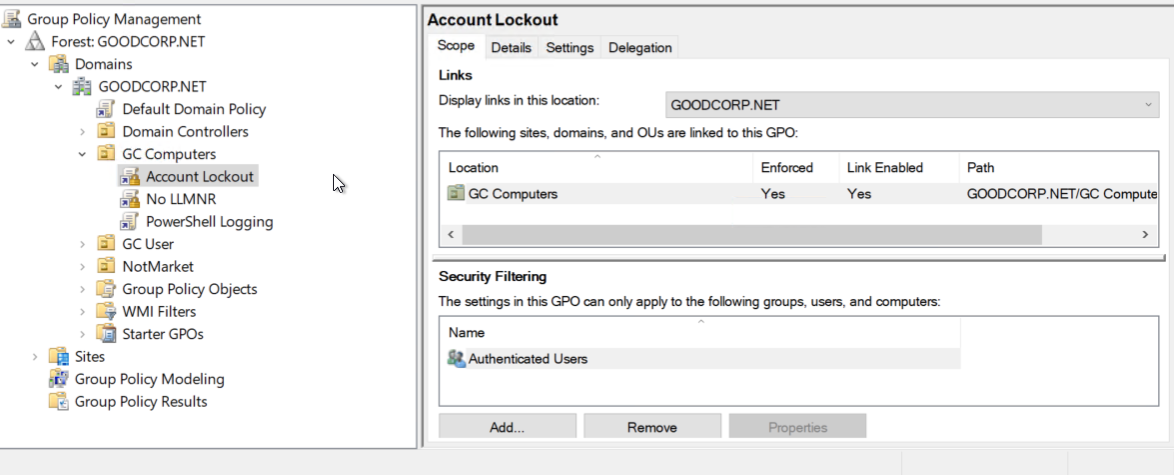 Group Policy Management
Forest: GOODCORP.NET
Domains
GOODCORP.NET
Default Domain Policy
Domain Controllers
GC Computers
Account Lockout
No LLMNR
PowerShell Logging
GC User
NotMarket
Group Policy Objects
WMI Filters
Starter GPOs
Sites
Group Policy Modeling
Group Policy Results
Account Lockout
Scope Details Settings Delegation
Links
Display links in this location: GOODCORP.NET
The following sites, domains, and OUs are linked to this GPO:
Location Enforced Link Enabled Path
GC Computers Yes Yes GOODCORP.NET/GC Compute
Security Filtering
The settings in this GPO can only apply to the following groups, users, and computers:
Name
Authenticated Users
Add... Remove Properties